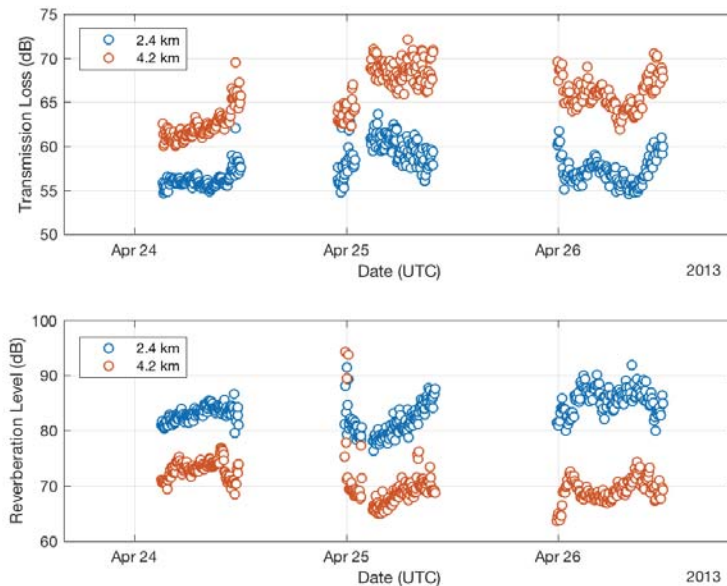 75
70
65
60
55
50
Transmission Loss (dB)
2.4 km
4.2 km
Apr 24
Apr 25
Apr 26
Date (UTC)
2013
100
90
80
70
60
Reverberation Level (dB)
2.4 km
4.2 km
Apr 24
Apr 25
Apr 26
Date (UTC)
2013